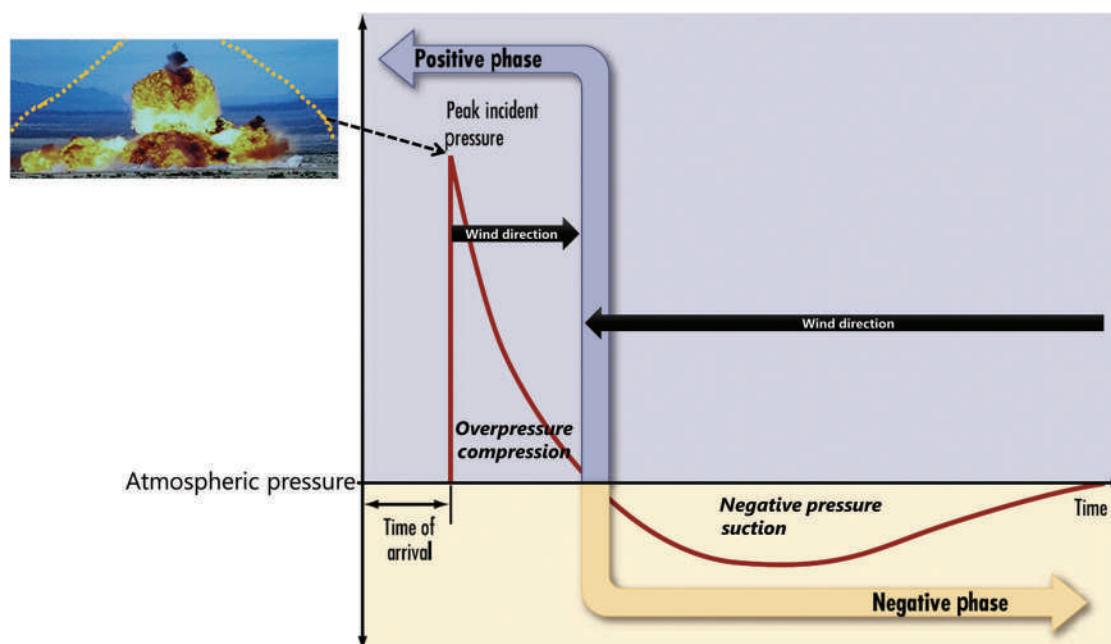 Positive phase
Peak incident
pressure
Wind direction
Wind direction
Overpressure
compression
Atmospheric pressure
Negative pressure
suction
Time
Time of
arrival
Negative phase